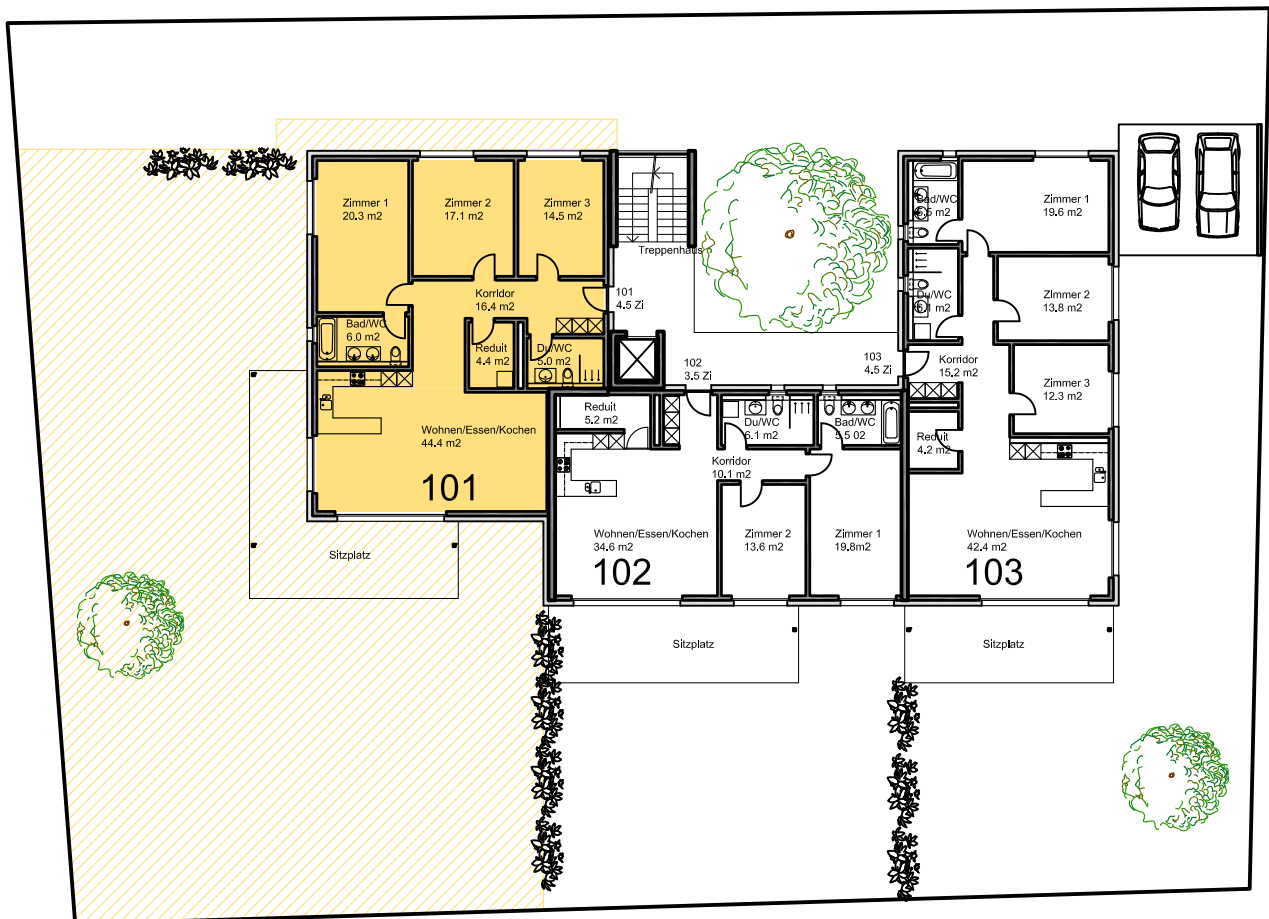 Zimmer 1
20.3 m2
Zimmer 2
17.1 m2
Zimmer 3
14.5 m2
Treppenhaus
Korridor
16.4 m2
101
4.5 Zi
Bad/WC
6.0 m2
Reduit
4.4 m2
Du/WC
5.0 m2
Wohnen/Essen/Kochen
44.4 m2
101
Sitzplatz
102
3.5 Zi
Reduit
5.2 m2
Du/WC
6.1 m2
Bad/WC
5.5 02
Korridor
10.1 m2
Wohnen/Essen/Kochen
34.6 m2
102
Zimmer 2
13.6 m2
Zimmer 1
19.8m2
Sitzplatz
103
4.5 Zi
Bad/WC
m2
Zimmer 1
19.6 m2
Du/WC
m2
Zimmer 2
13.8 m2
Korridor
15.2 m2
Zimmer 3
12.3 m2
Reduit
4.2 m2
Wohnen/Essen/Kochen
42.4 m2
103
Sitzplatz